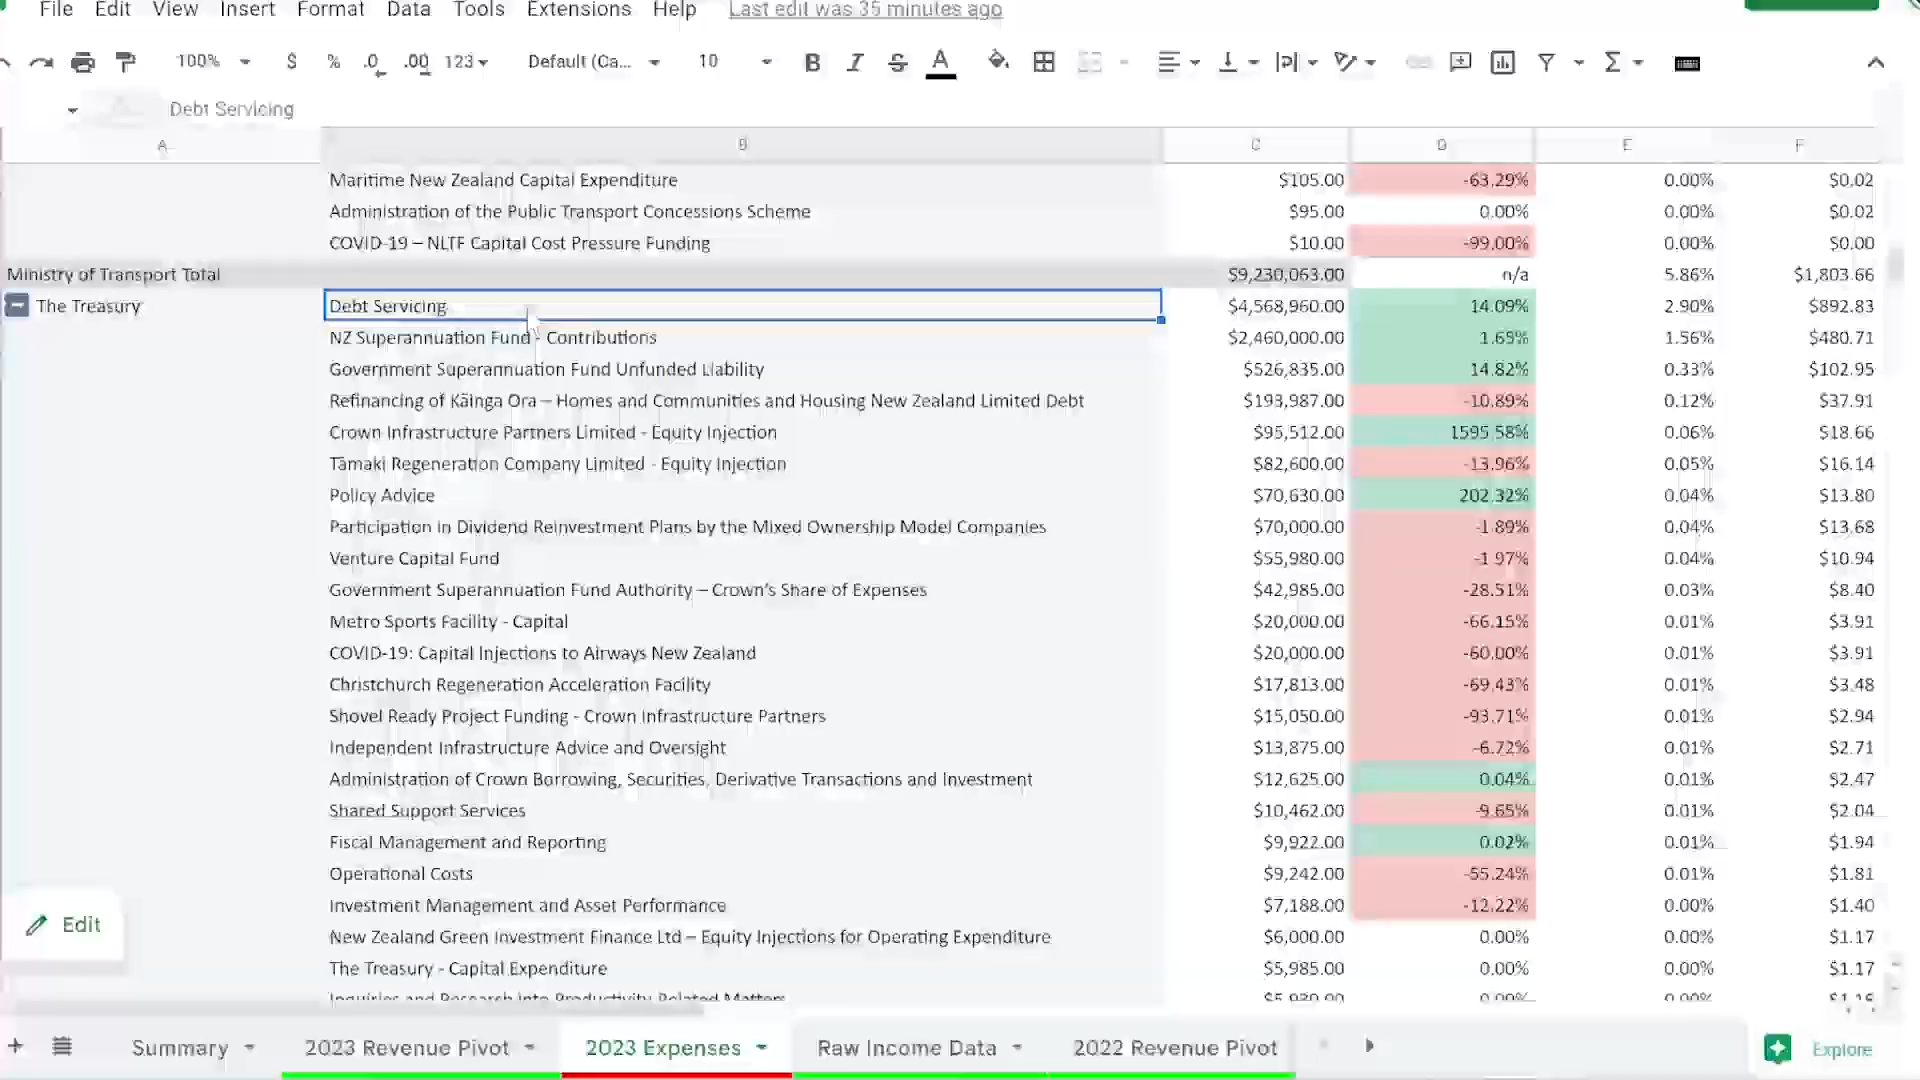 File Edit View Insert Format Data Tools Extensions Help Last edit was 35 minutes ago
100% $ % .0 .00 123 Default (Ca... 10 B I S A
Debt Servicing
A B C D E F
Maritime New Zealand Capital Expenditure $105.00 -63.29% 0.00% $0.02
Administration of the Public Transport Concessions Scheme $95.00 0.00% 0.00% $0.02
COVID-19 – NLTF Capital Cost Pressure Funding $10.00 -99.00% 0.00% $0.00
Ministry of Transport Total $9,230,063.00 n/a 5.86% $1,803.66
The Treasury Debt Servicing $4,568,960.00 14.09% 2.90% $892.83
NZ Superannuation Fund - Contributions $2,460,000.00 1.65% 1.56% $480.71
Government Superannuation Fund Unfunded Liability $526,835.00 14.82% 0.33% $102.95
Refinancing of Kāinga Ora – Homes and Communities and Housing New Zealand Limited Debt $193,987.00 -10.89% 0.12% $37.91
Crown Infrastructure Partners Limited - Equity Injection $95,512.00 1595.58% 0.06% $18.66
Tāmaki Regeneration Company Limited - Equity Injection $82,600.00 -13.96% 0.05% $16.14
Policy Advice $70,630.00 202.32% 0.04% $13.80
Participation in Dividend Reinvestment Plans by the Mixed Ownership Model Companies $70,000.00 -1.89% 0.04% $13.68
Venture Capital Fund $55,980.00 -1.97% 0.04% $10.94
Government Superannuation Fund Authority – Crown's Share of Expenses $42,985.00 -28.51% 0.03% $8.40
Metro Sports Facility - Capital $20,000.00 -66.15% 0.01% $3.91
COVID-19: Capital Injections to Airways New Zealand $20,000.00 -60.00% 0.01% $3.91
Christchurch Regeneration Acceleration Facility $17,813.00 -69.43% 0.01% $3.48
Shovel Ready Project Funding - Crown Infrastructure Partners $15,050.00 -93.71% 0.01% $2.94
Independent Infrastructure Advice and Oversight $13,875.00 -6.72% 0.01% $2.71
Administration of Crown Borrowing, Securities, Derivative Transactions and Investment $12,625.00 0.04% 0.01% $2.47
Shared Support Services $10,462.00 -9.65% 0.01% $2.04
Fiscal Management and Reporting $9,922.00 0.02% 0.01% $1.94
Operational Costs $9,242.00 -55.24% 0.01% $1.81
Investment Management and Asset Performance $7,188.00 -12.22% 0.00% $1.40
Edit
New Zealand Green Investment Finance Ltd – Equity Injections for Operating Expenditure $6,000.00 0.00% 0.00% $1.17
The Treasury - Capital Expenditure $5,985.00 0.00% 0.00% $1.17
Inquiries and Research into Productivity-Related Matters 0.00% 0.00%
Summary 2023 Revenue Pivot 2023 Expenses Raw Income Data 2022 Revenue Pivot Explore